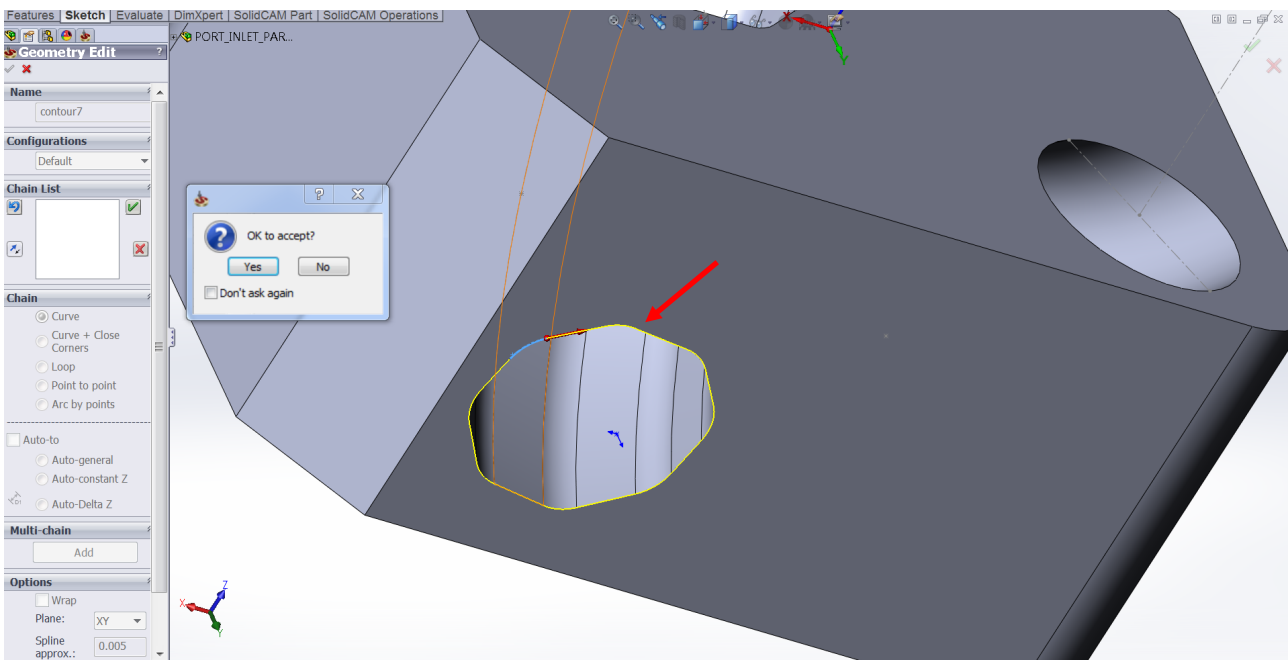 Features Sketch Evaluate DimXpert SolidCAM Part SolidCAM Operations
PORT_INLET_PAR...
Geometry Edit ?
Name
contour7
Configurations
Default
Chain List
Chain
Curve
Curve + Close
Corners
Loop
Point to point
Arc by points
Auto-to
Auto-general
Auto-constant Z
Auto-Delta Z
Multi-chain
Add
Options
Wrap
Plane: XY
Spline
approx.: 0.005
OK to accept?
Yes No
Don't ask again
X
Y
Z
X
Y